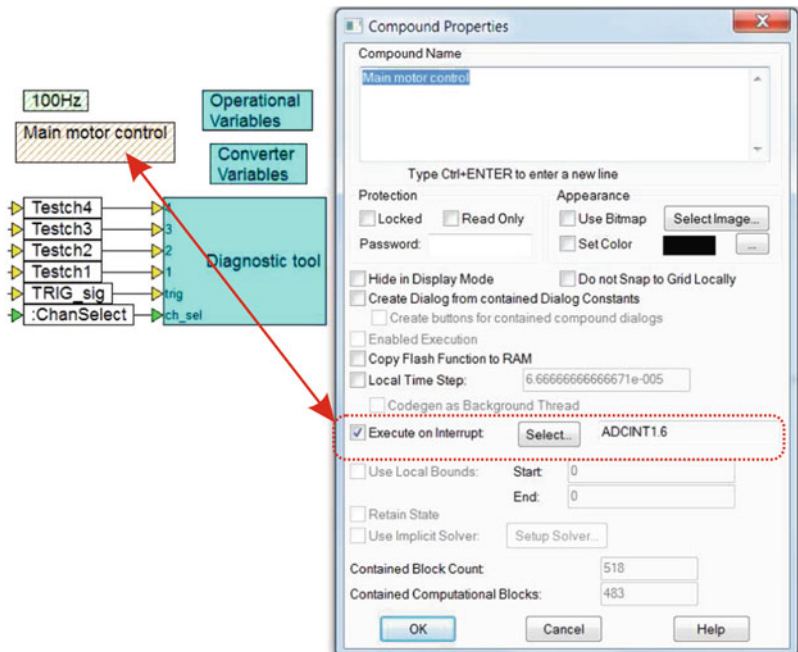 100Hz
Main motor control
Operational
Variables
Converter
Variables
Testch4
Testch3
Testch2
Testch1
TRIG_sig
:ChanSelect
4
3
2
1
trig
ch_sel
Diagnostic tool
Compound Properties
Compound Name
Main motor control
Type Ctrl+ENTER to enter a new line
Protection
Locked
Read Only
Password:
Appearance
Use Bitmap
Select Image...
Set Color
...
Hide in Display Mode
Do not Snap to Grid Locally
Create Dialog from contained Dialog Constants
Create buttons for contained compound dialogs
Enabled Execution
Copy Flash Function to RAM
Local Time Step: 6.66666666666671e-005
Codegen as Background Thread
Execute on Interrupt: Select... ADCINT1.6
Use Local Bounds: Start: 0
End: 0
Retain State
Use Implicit Solver: Setup Solver...
Contained Block Count: 518
Contained Computational Blocks: 483
OK Cancel Help